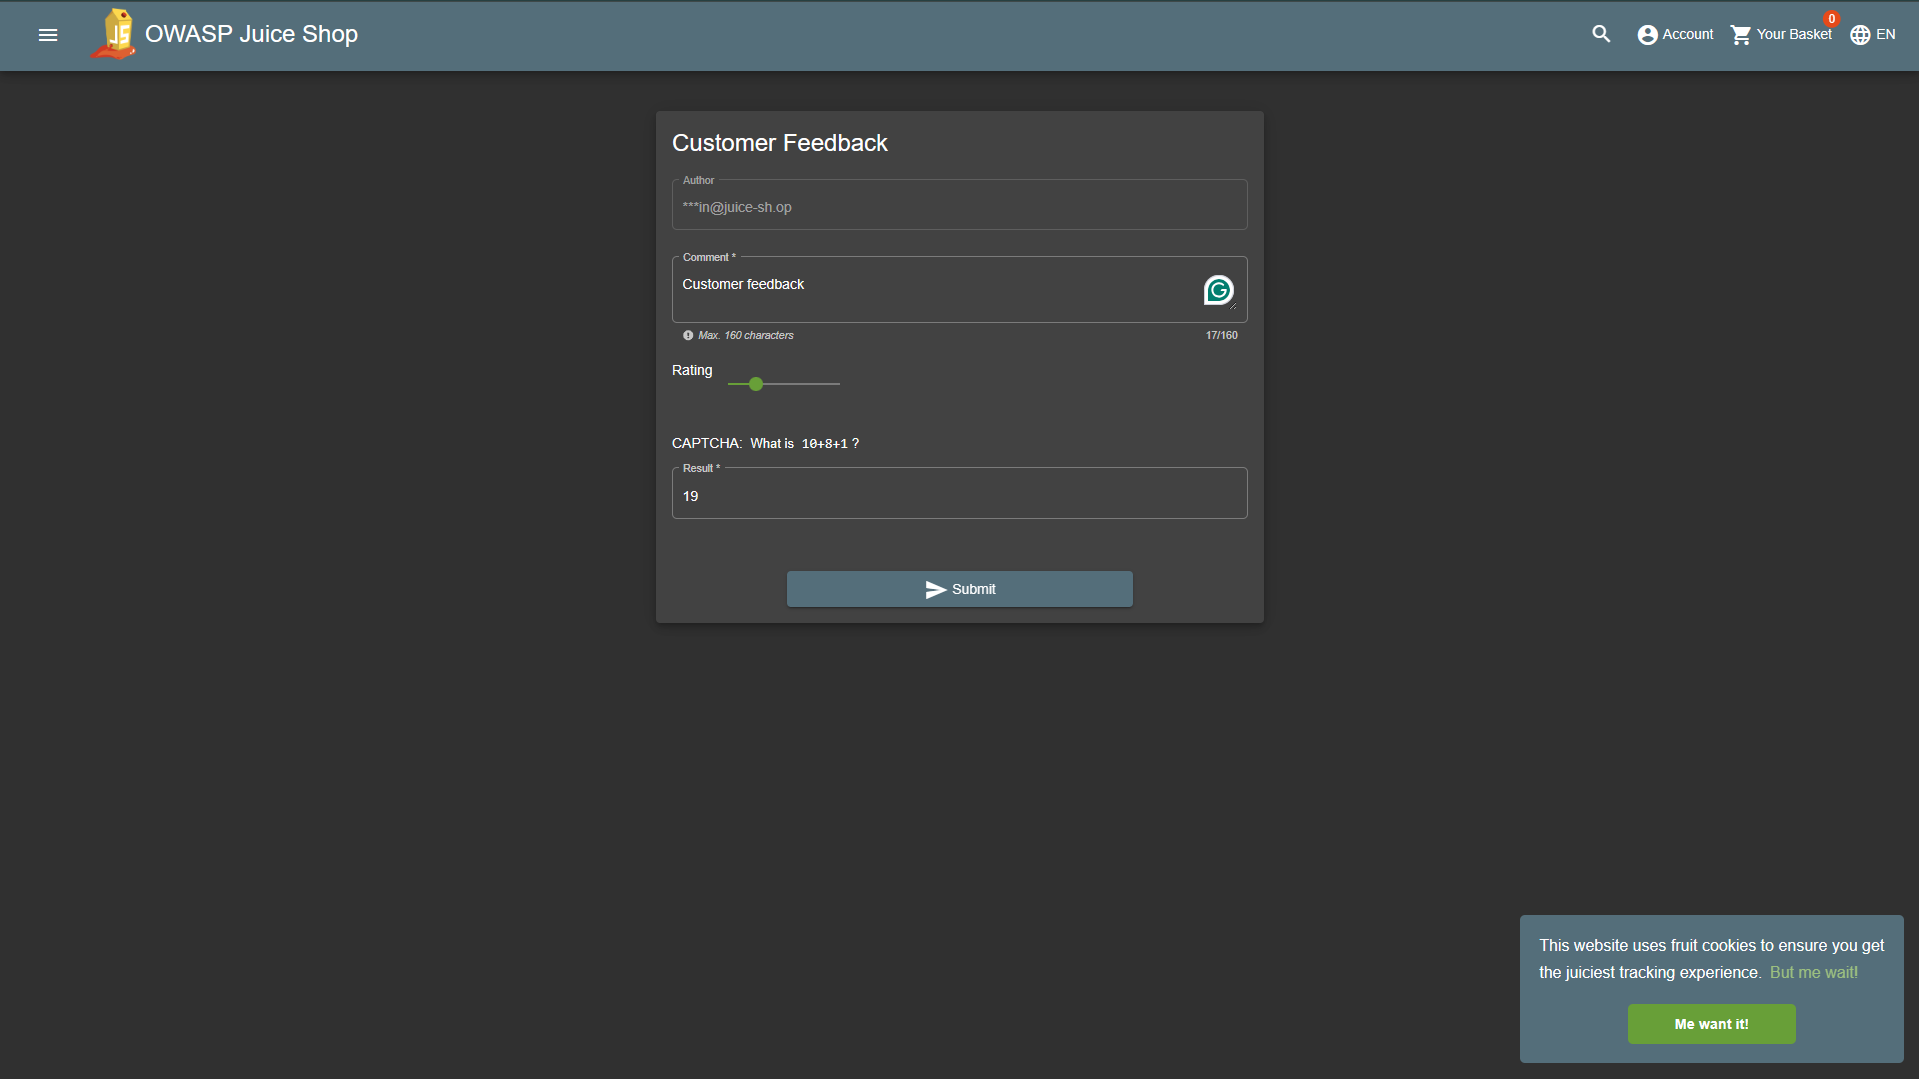 OWASP Juice Shop
Account
0
Your Basket
EN
Customer Feedback
Author
***in@juice-sh.op
Comment *
Customer feedback
G
Max. 160 characters
17/160
Rating
CAPTCHA: What is 10+8+1 ?
Result *
19
Submit
This website uses fruit cookies to ensure you get
the juiciest tracking experience. But me wait!
Me want it!
JS